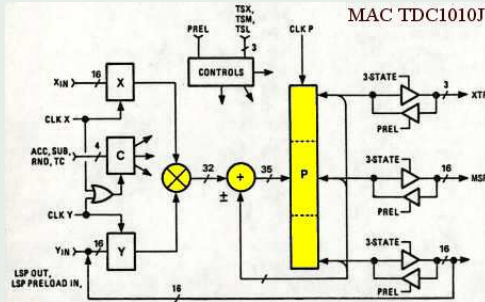 MAC TDC1010J
TSX,
TSM,
TSL
PREL
CLK P
3
CONTROLS
16
XIN
X
CLK X
ACC, SUB,
RND, TC
4
C
CLK Y
YIN
16
Y
LSP OUT,
LSP PRELOAD IN,
16
32
±
+
35
P
3-STATE
3
PREL
3-STATE
16
PREL
3-STATE
16
PREL